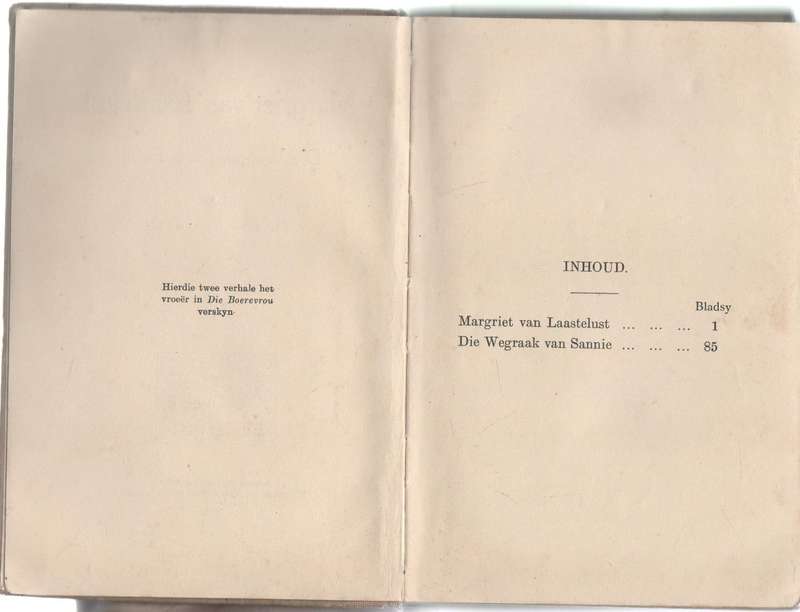 Hierdie twee verhale het
vroeër in Die Boerevrou
verskyn
INHOUD.
Bladsy
Margriet van Laastelust ... ... ... 1
Die Wegraak van Sannie ... ... ... 85